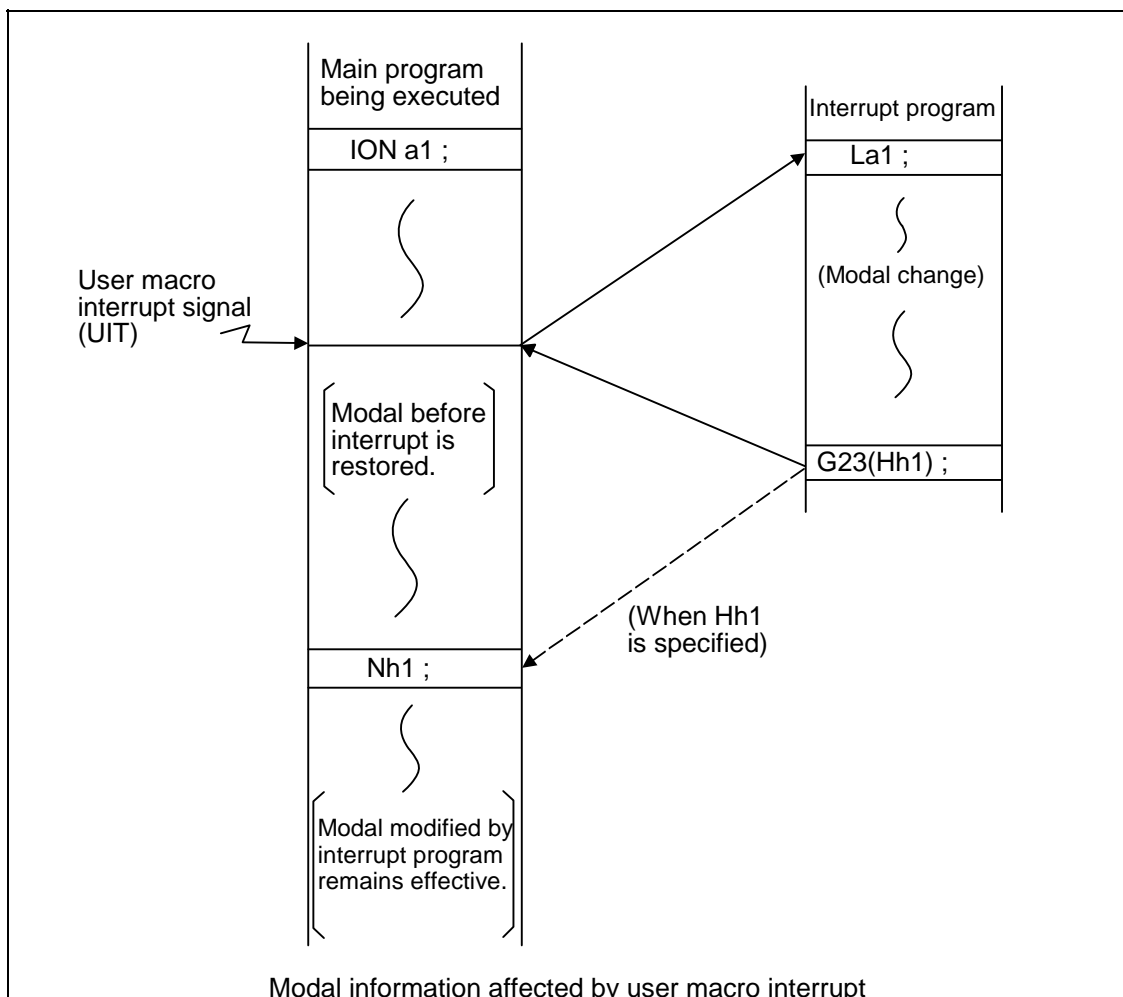 Main program
being executed
ION a1 ;
User macro
interrupt signal
(UIT)
Modal before
interrupt is
restored.
Nh1 ;
Modal modified by
interrupt program
remains effective.
Interrupt program
La1 ;
(Modal change)
G23(Hh1) ;
(When Hh1
is specified)
Modal information affected by user macro interrupt